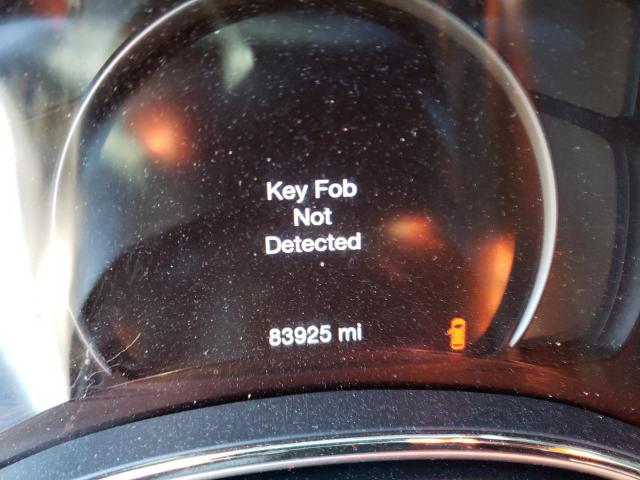 Key Fob
Not
Detected
83925 mi